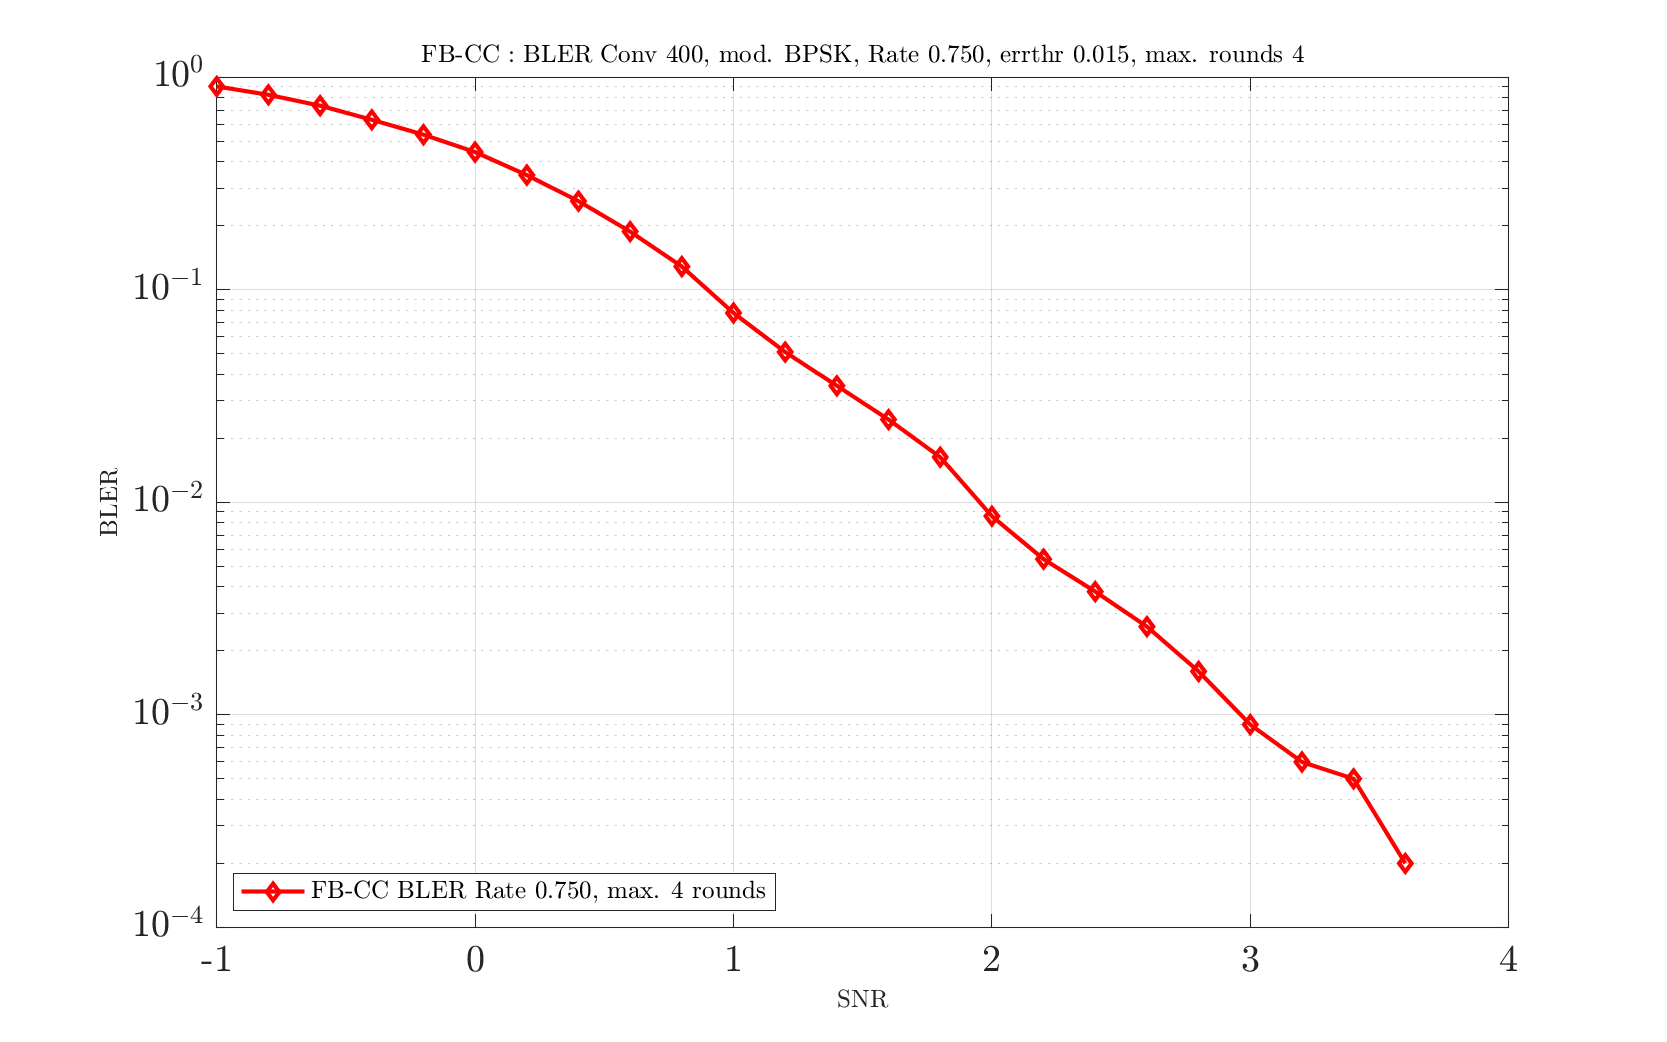 FB-CC : BLER Conv 400, mod. BPSK, Rate 0.750, errthr 0.015, max. rounds 4
10^0
10^-1
10^-2
10^-3
10^-4
BLER
FB-CC BLER Rate 0.750, max. 4 rounds
-1 0 1 2 3 4
SNR